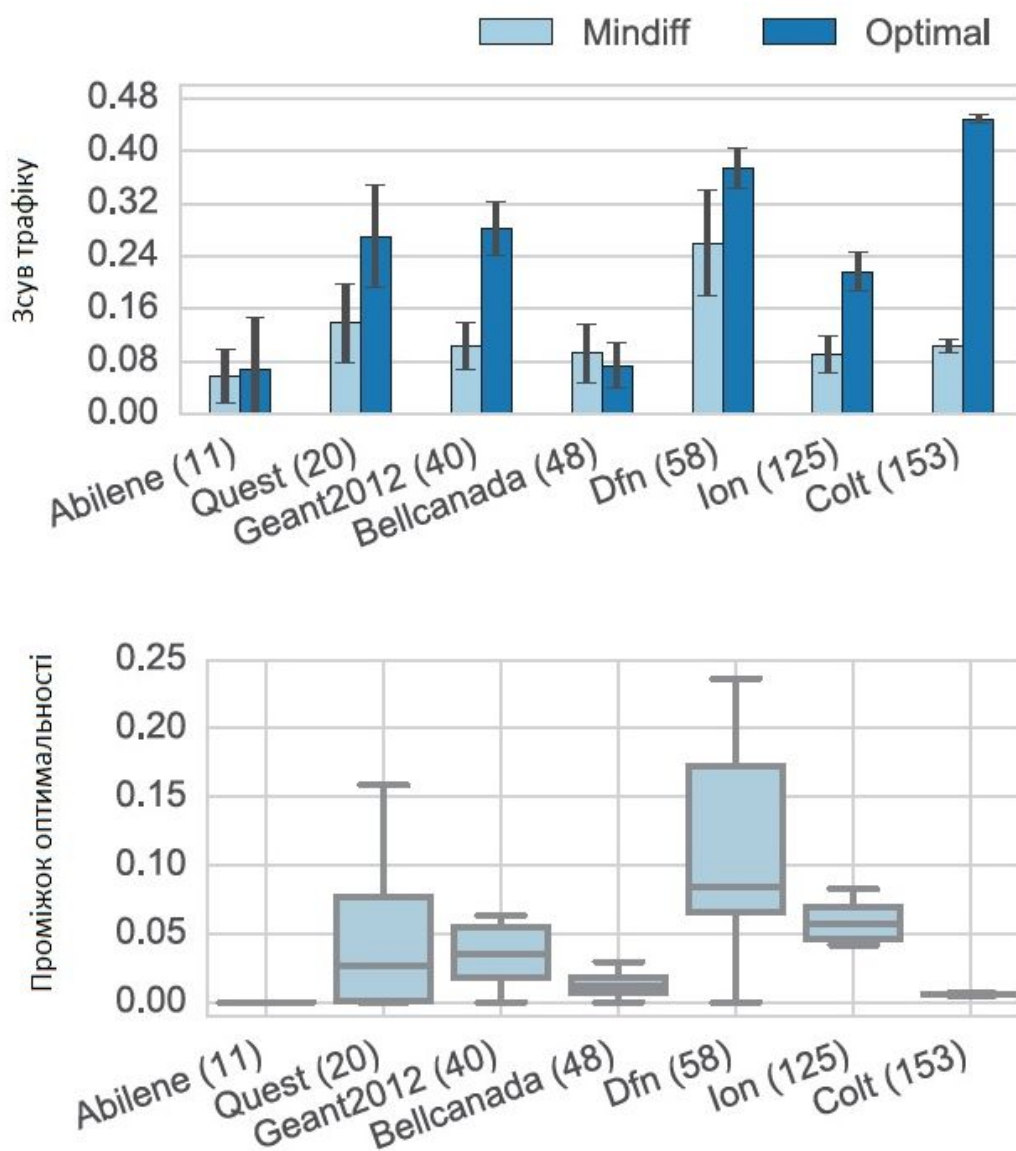 Mindiff Optimal
Зсув трафіку
0.48
0.40
0.32
0.24
0.16
0.08
0.00
Abilene (11)
Quest (20)
Geant2012 (40)
Bellcanada (48)
Dfn (58)
Ion (125)
Colt (153)
Проміжок оптимальності
0.25
0.20
0.15
0.10
0.05
0.00
Abilene (11)
Quest (20)
Geant2012 (40)
Bellcanada (48)
Dfn (58)
Ion (125)
Colt (153)